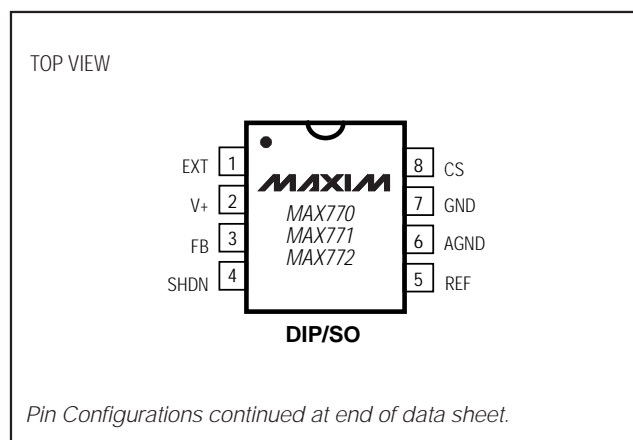 TOP VIEW
EXT 1
V+ 2
FB 3
SHDN 4
MAXIM
MAX770
MAX771
MAX772
8 CS
7 GND
6 AGND
5 REF
DIP/SO
Pin Configurations continued at end of data sheet.